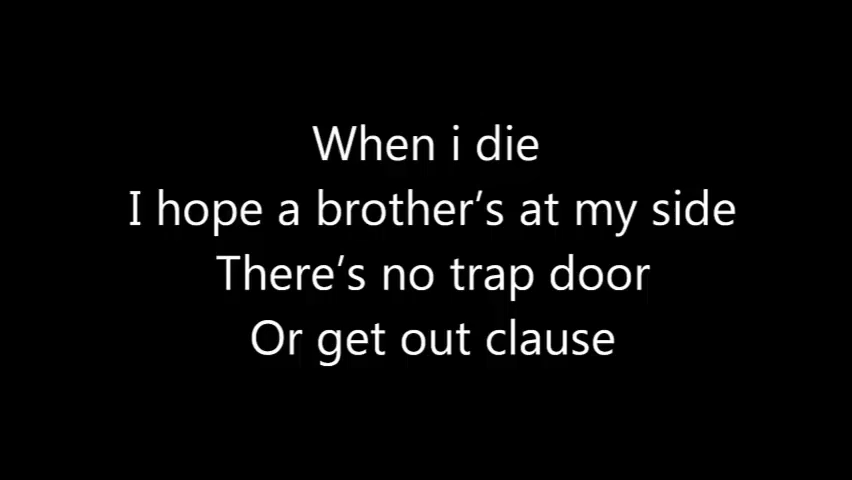 When i die
I hope a brother’s at my side
There’s no trap door
Or get out clause